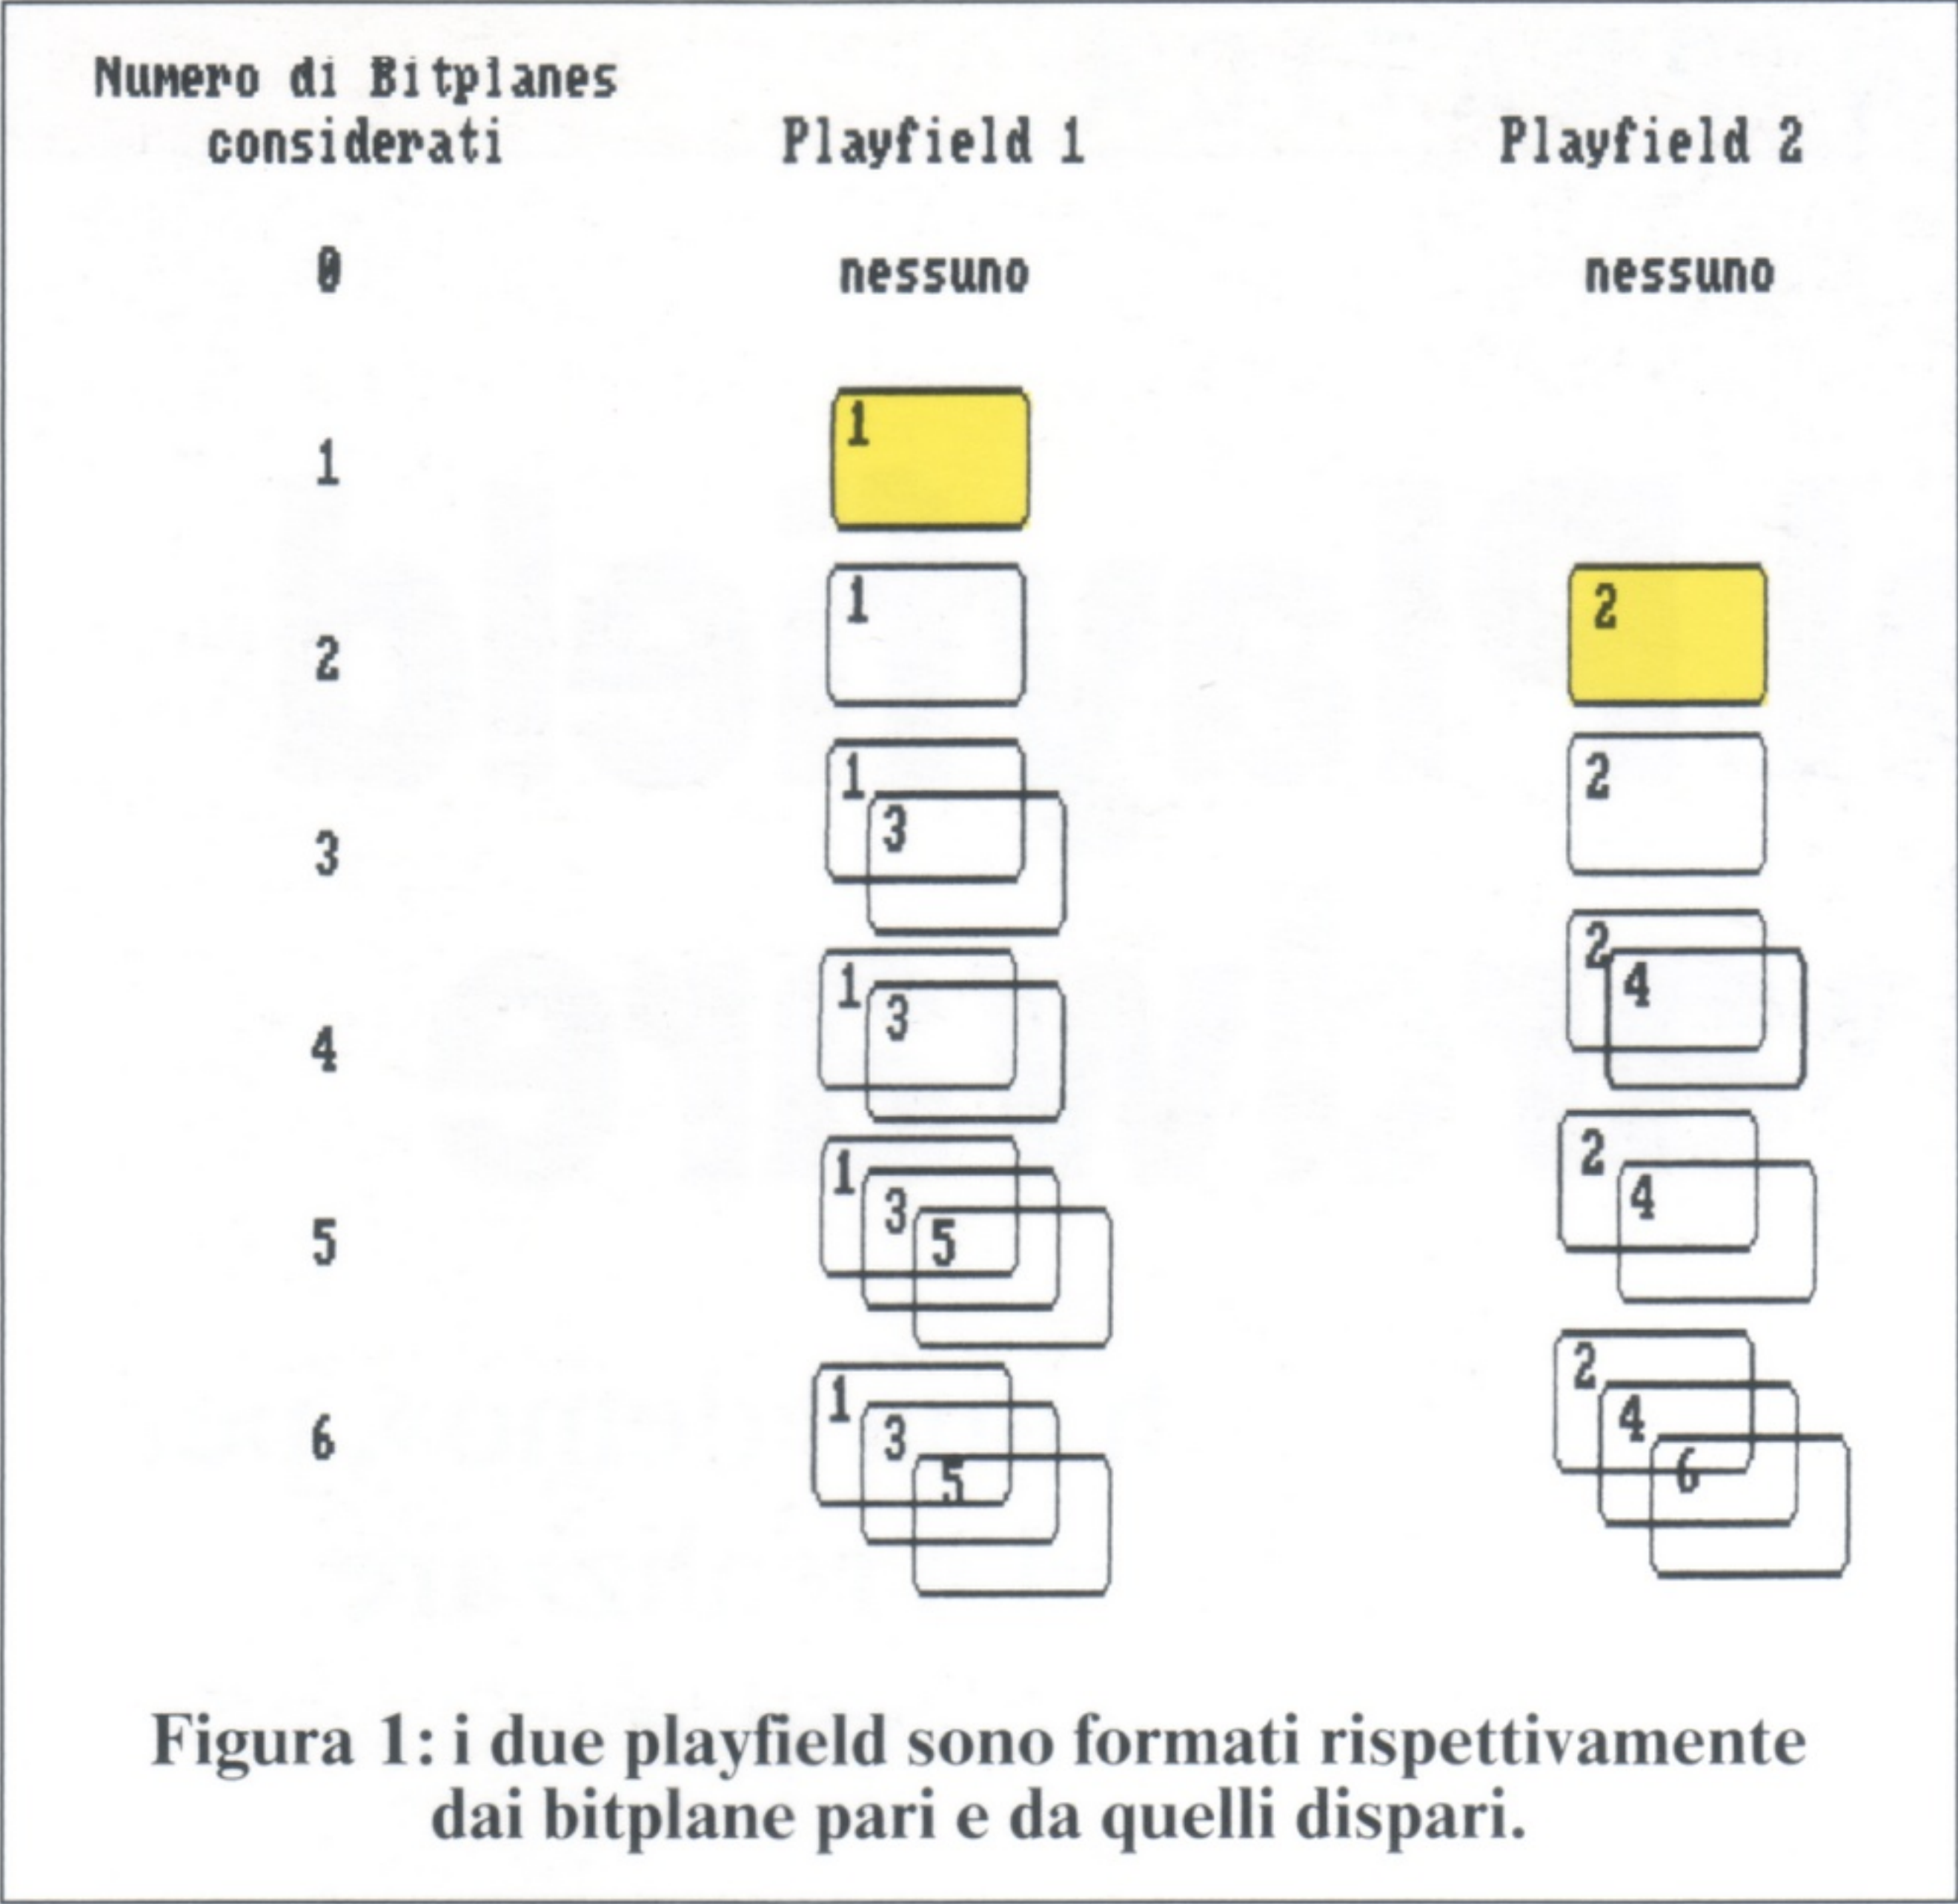 Numero di Bitplanes
considerati Playfield 1 Playfield 2
0 nessuno nessuno
1 1
2 1 2
3 1 3 2
4 1 3 2 4
5 1 3 5 2 4
6 1 3 5 2 4 6
Figura 1: i due playfield sono formati rispettivamente
dai bitplane pari e da quelli dispari.